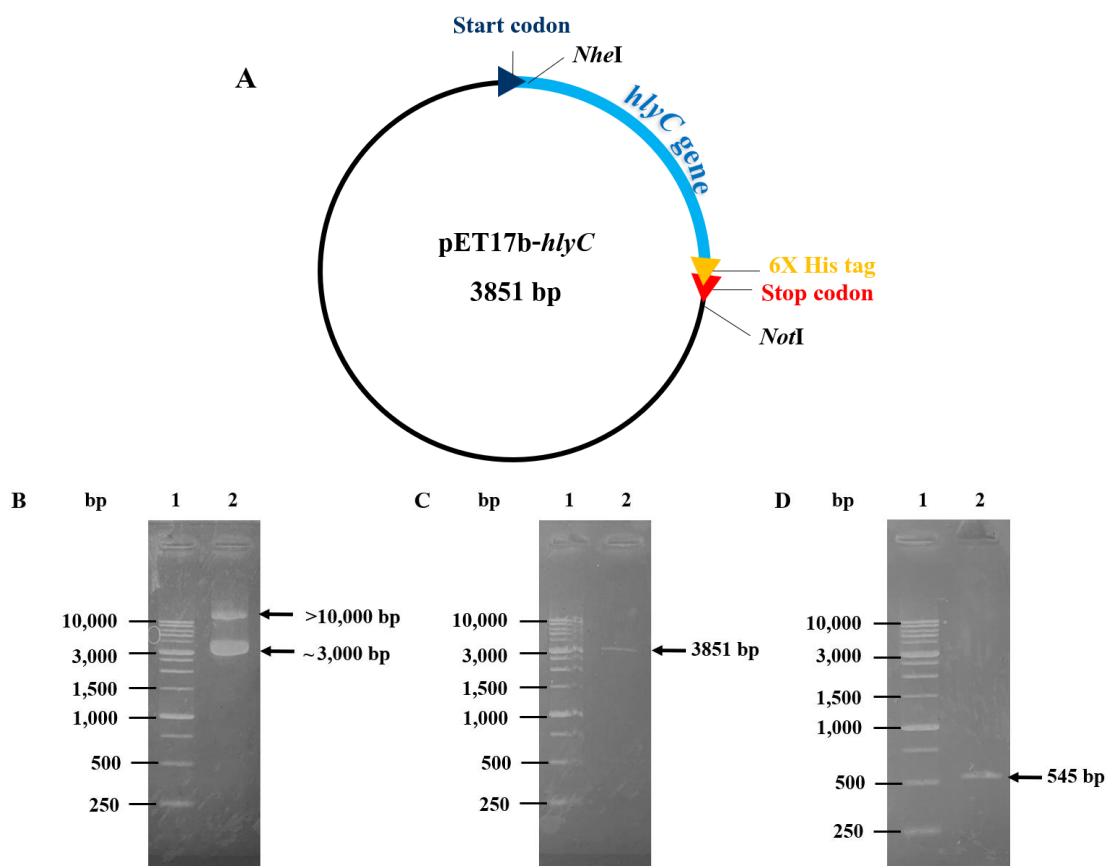 Start codon
A
NheI
hlyC gene
pET17b-hlyC
3851 bp
6X His tag
Stop codon
NotI
B bp 1 2
10,000
3,000
1,500
1,000
500
250
>10,000 bp
~3,000 bp
C bp 1 2
10,000
3,000
1,500
1,000
500
250
3851 bp
D bp 1 2
10,000
3,000
1,500
1,000
500
250
545 bp